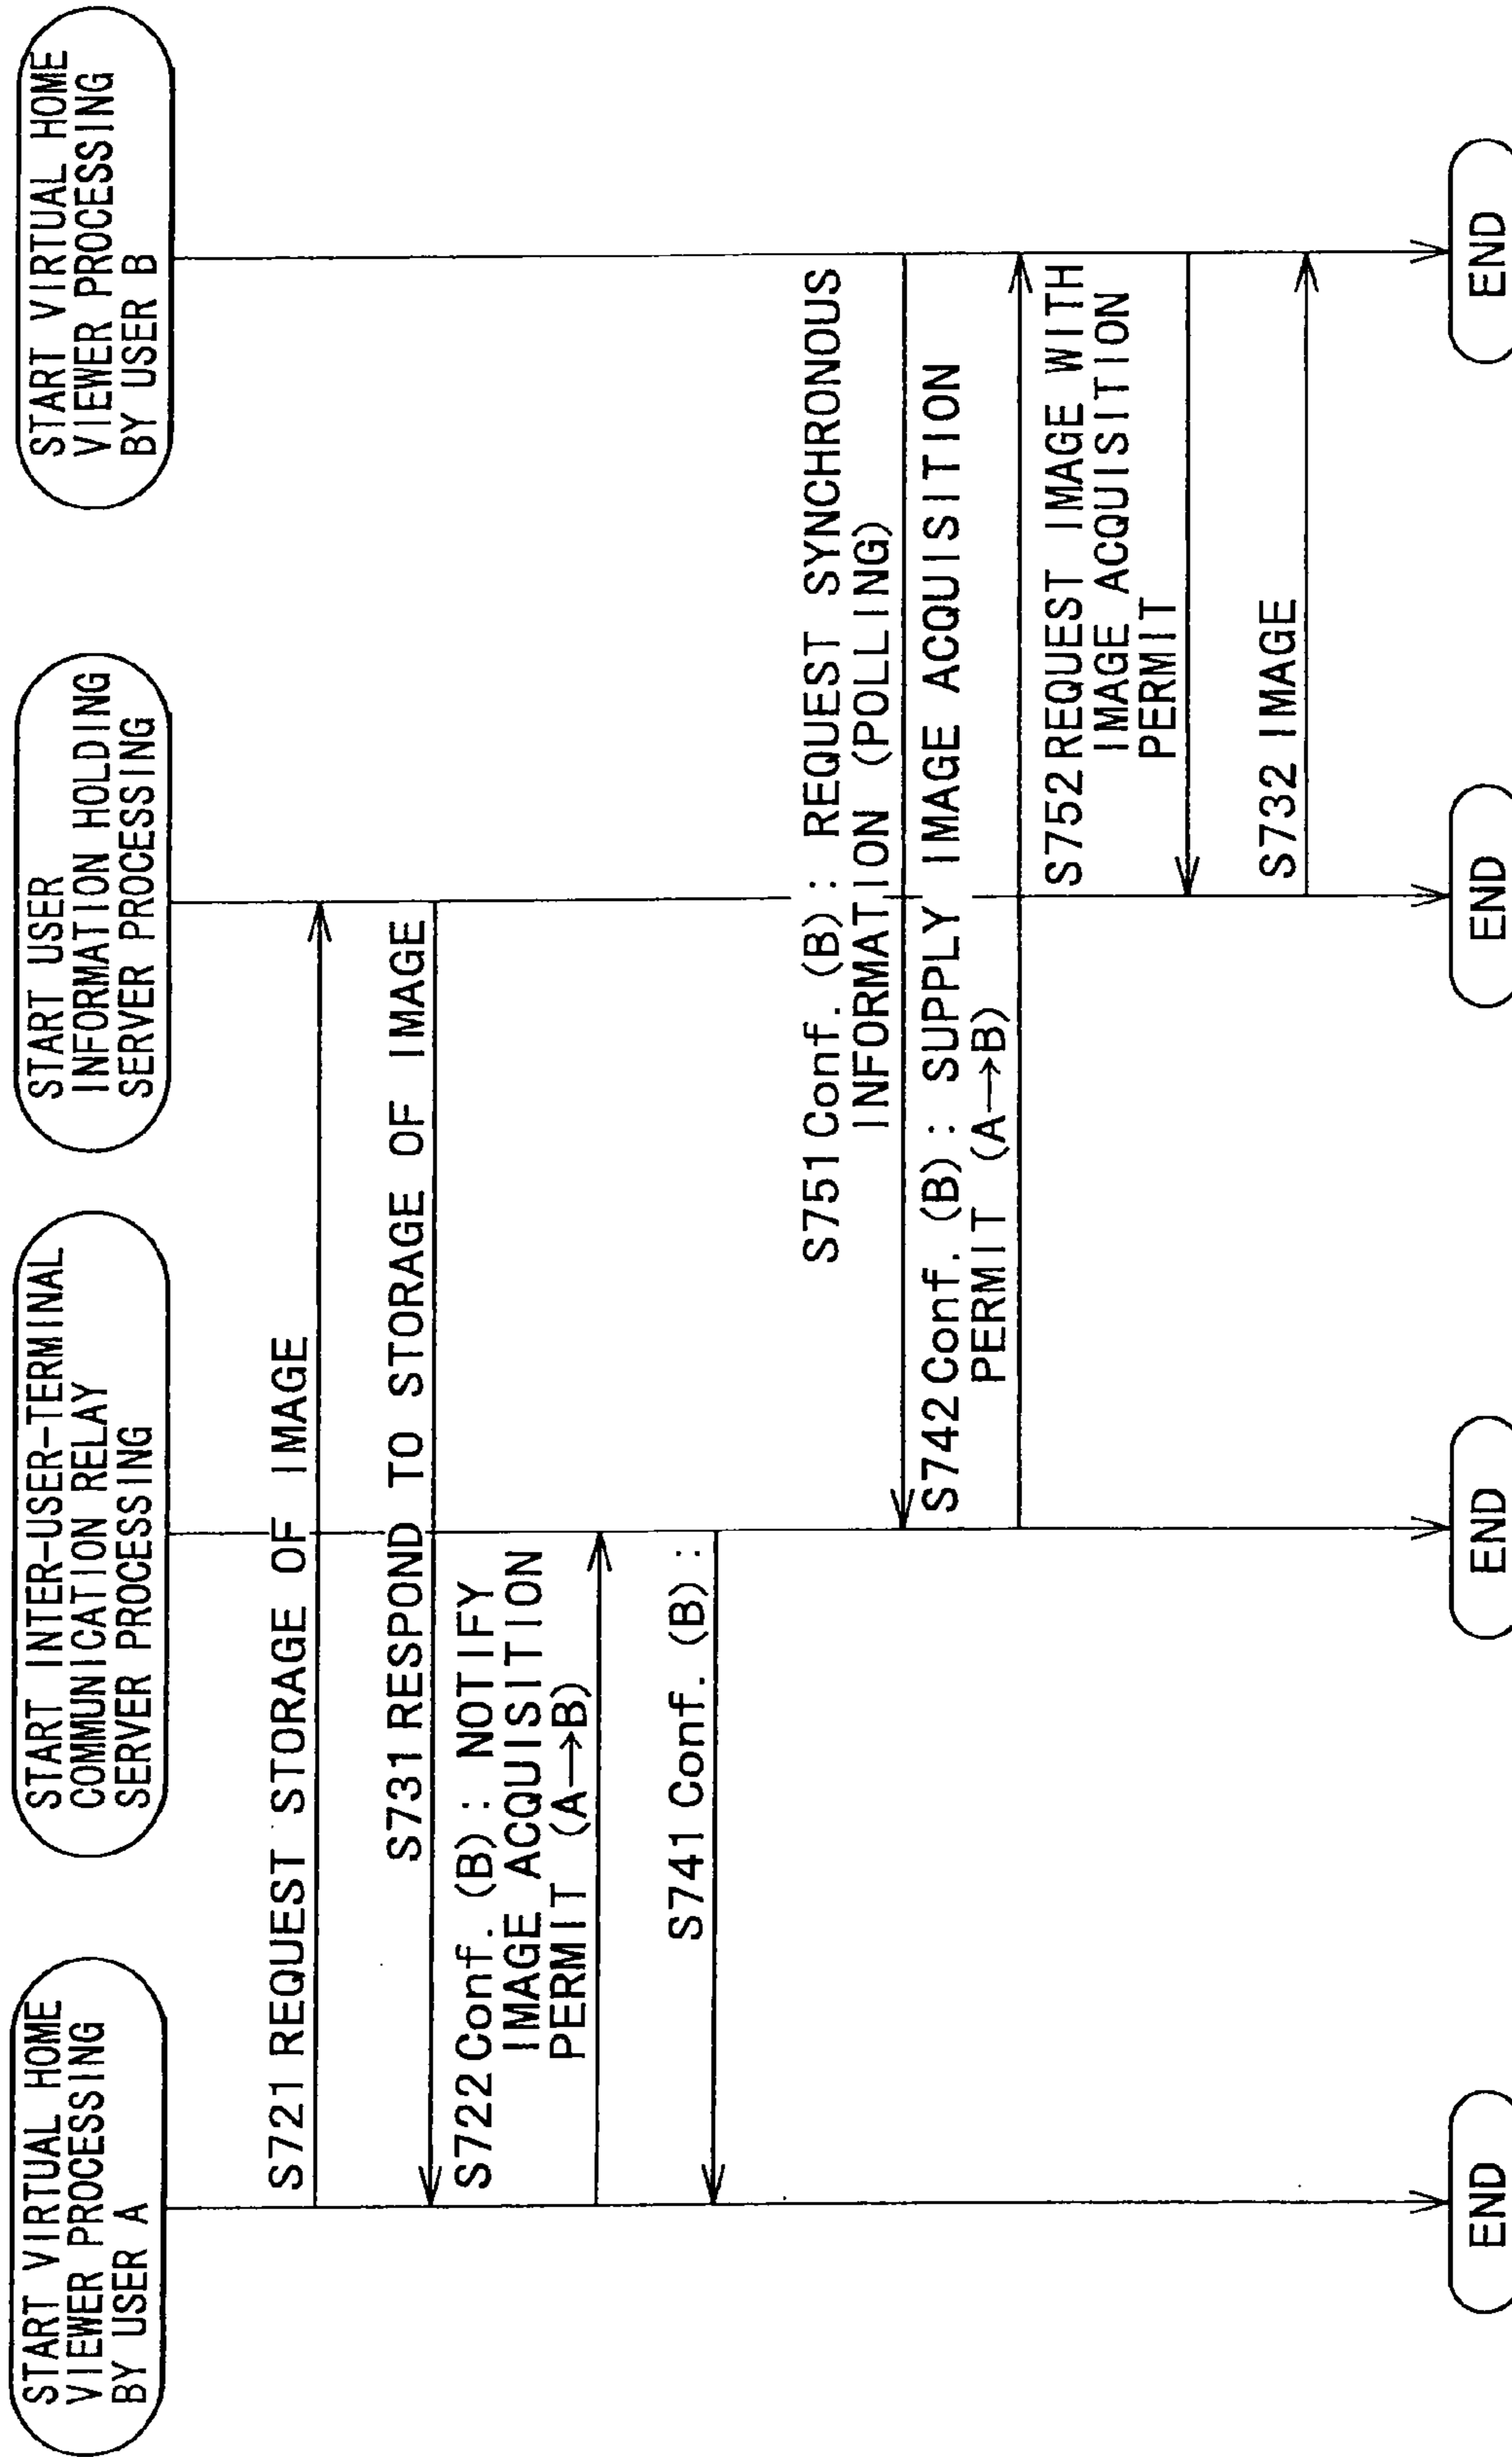 START VIRTUAL HOME
VIEWER PROCESSING
BY USER A
START INTER-USER-TERMINAL
COMMUNICATION RELAY
SERVER PROCESSING
START USER
INFORMATION HOLDING
SERVER PROCESSING
START VIRTUAL HOME
VIEWER PROCESSING
BY USER B
S721 REQUEST STORAGE OF IMAGE
S731 RESPOND TO STORAGE OF IMAGE
S722 Conf. (B) : NOTIFY
IMAGE ACQUISITION
PERMIT (A→B)
S741 Conf. (B) :
S751 Conf. (B) : REQUEST SYNCHRONOUS
INFORMATION (POLLING)
S742 Conf. (B) : SUPPLY IMAGE ACQUISITION
PERMIT (A→B)
S752 REQUEST IMAGE WITH
IMAGE ACQUISITION
PERMIT
S732 IMAGE
END
END
END
END